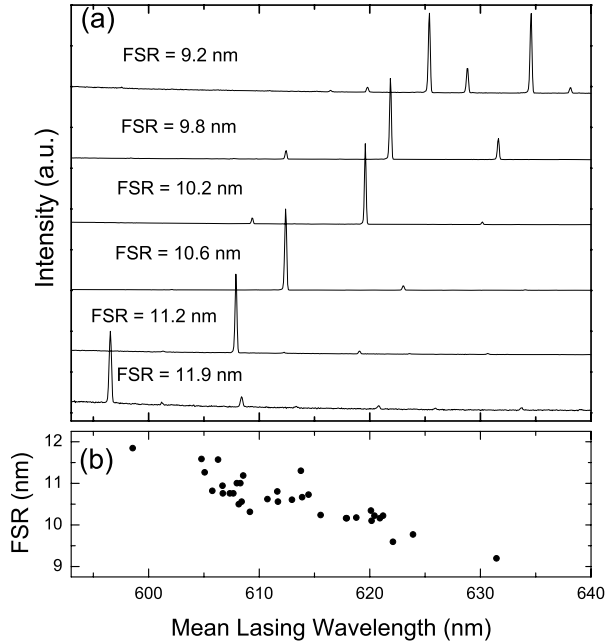 (a)
FSR = 9.2 nm
FSR = 9.8 nm
FSR = 10.2 nm
FSR = 10.6 nm
FSR = 11.2 nm
FSR = 11.9 nm
Intensity (a.u.)
(b)
12
11
10
9
FSR (nm)
600
610
620
630
640
Mean Lasing Wavelength (nm)